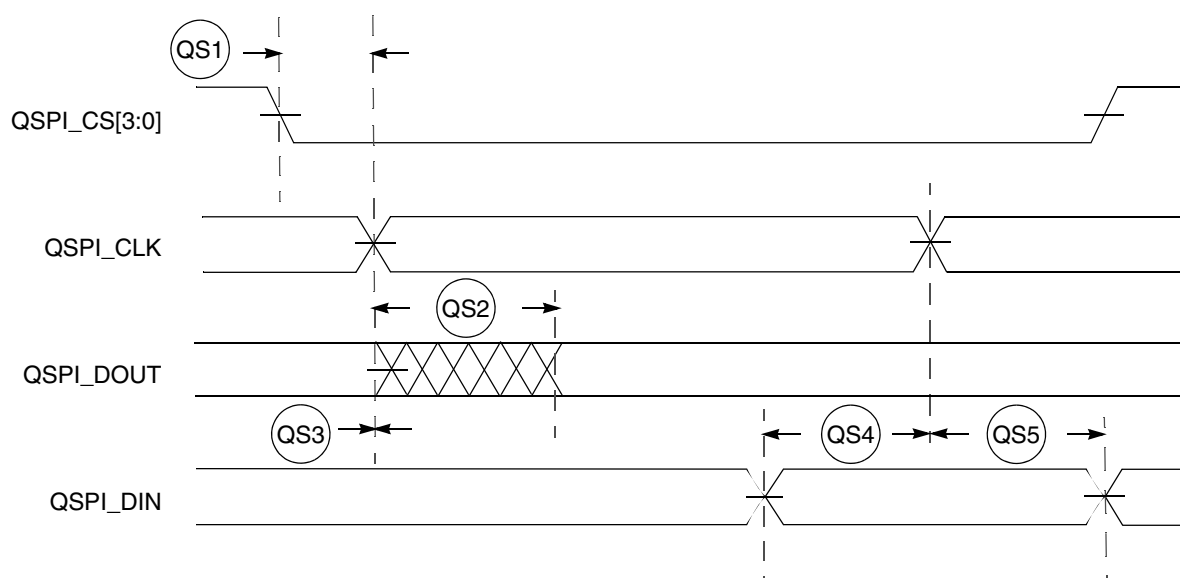 QS1
QSPI_CS[3:0]
QSPI_CLK
QS2
QSPI_DOUT
QS3
QS4
QS5
QSPI_DIN